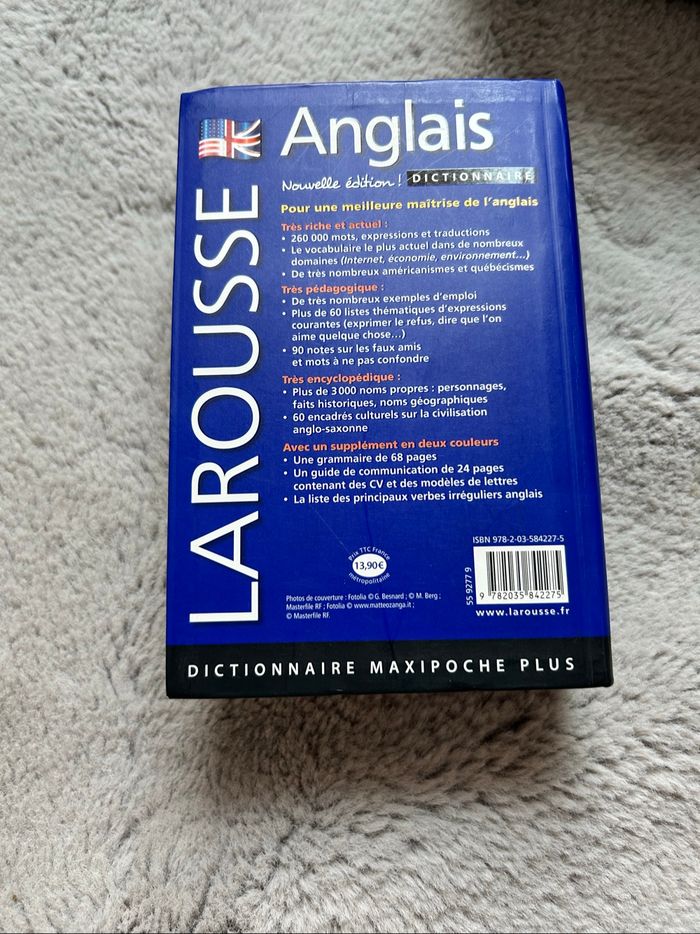 LAROUSSE
Anglais
Nouvelle édition ! DICTIONNAIRE
Pour une meilleure maîtrise de l'anglais
Très riche et actuel :
• 260 000 mots, expressions et traductions
• Le vocabulaire le plus actuel dans de nombreux
domaines (Internet, économie, environnement...)
• De très nombreux américanismes et québécismes
Très pédagogique :
• De très nombreux exemples d'emploi
• Plus de 60 listes thématiques d'expressions
courantes (exprimer le refus, dire que l'on
aime quelque chose...)
• 90 notes sur les faux amis
et mots à ne pas confondre
Très encyclopédique :
• Plus de 3 000 noms propres : personnages,
faits historiques, noms géographiques
• 60 encadrés culturels sur la civilisation
anglo-saxonne
Avec un supplément en deux couleurs
• Une grammaire de 68 pages
• Un guide de communication de 24 pages
contenant des CV et des modèles de lettres
• La liste des principaux verbes irréguliers anglais
Prix TTC France
13,90€
métropolitaine
Photos de couverture : Fotolia © G. Besnard ; © M. Berg ;
Masterfile RF ; Fotolia © www.matteozanga.it ;
© Masterfile RF.
ISBN 978-2-03-584227-5
55 9277 9
9 782035 842275
www.larousse.fr
DICTIONNAIRE MAXIPOCHE PLUS